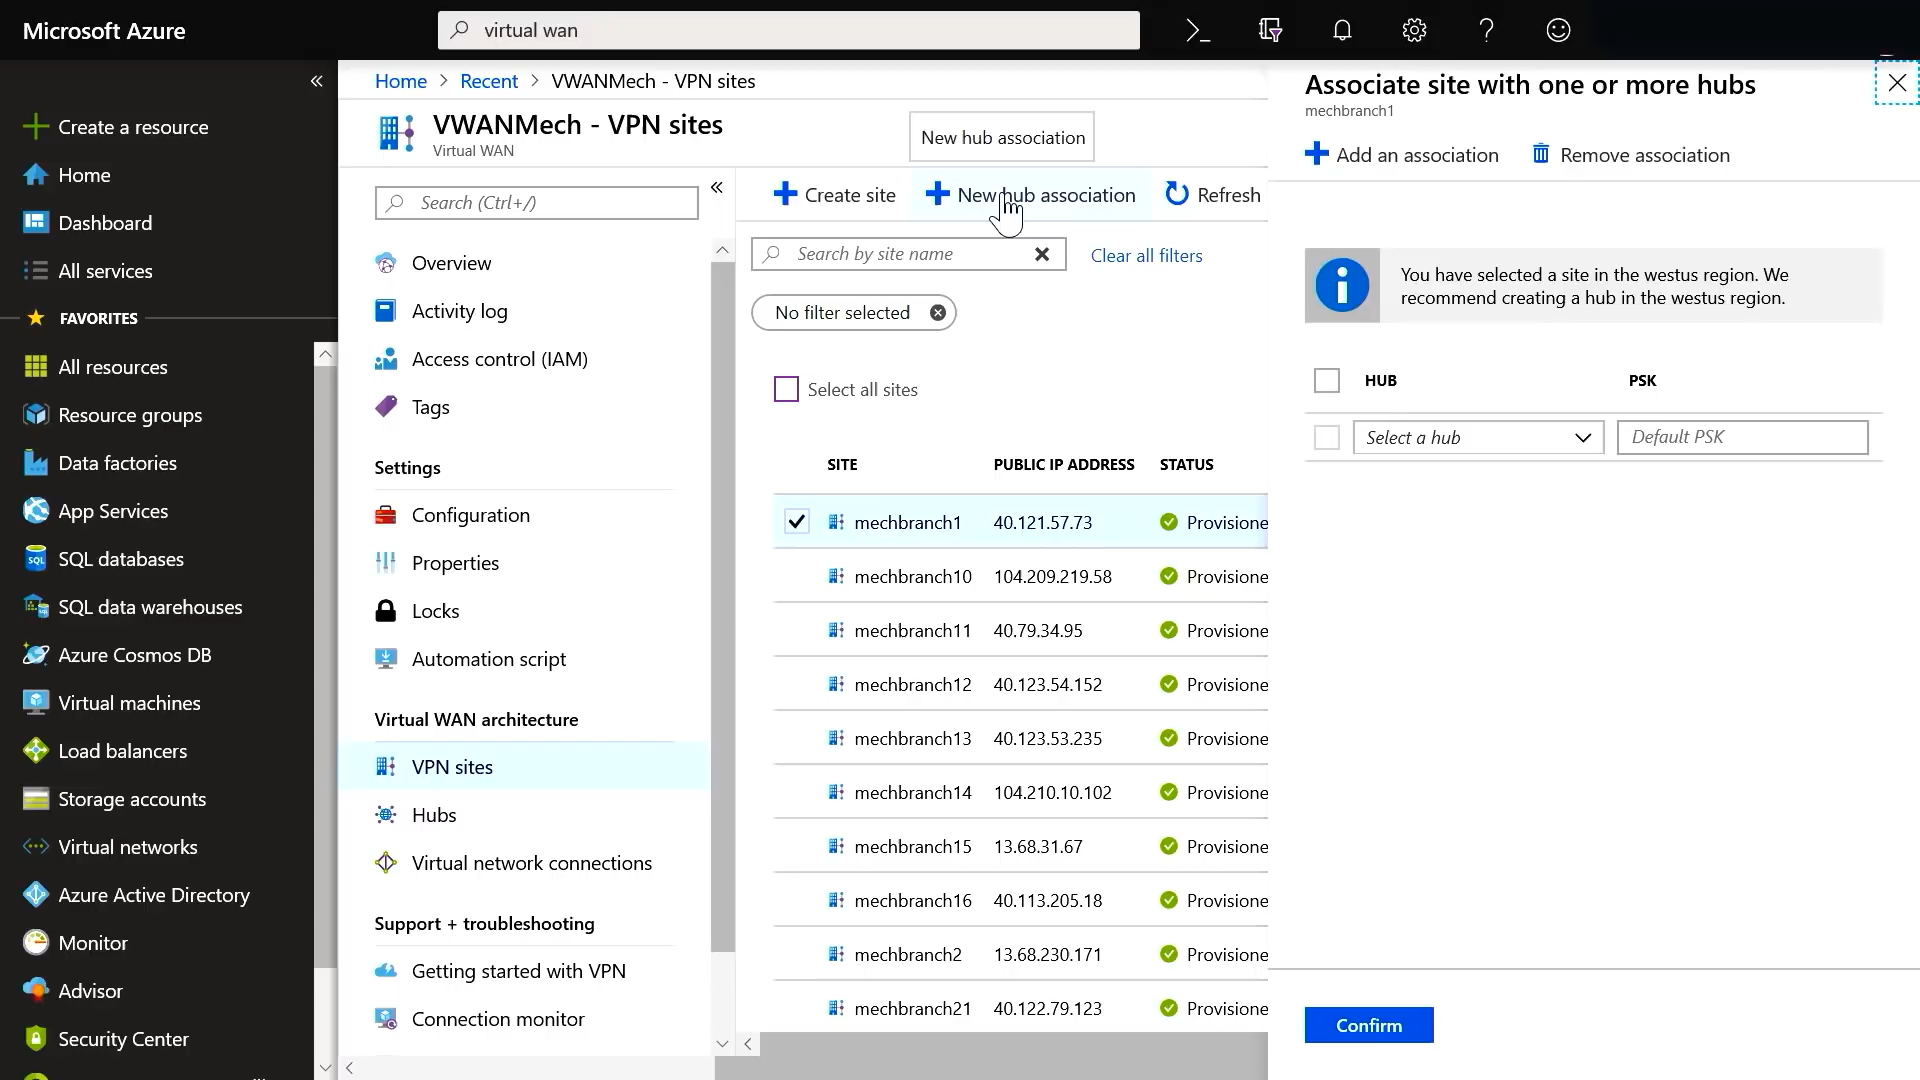 Microsoft Azure
virtual wan
Create a resource
Home
Dashboard
All services
FAVORITES
All resources
Resource groups
Data factories
App Services
SQL databases
SQL data warehouses
Azure Cosmos DB
Virtual machines
Load balancers
Storage accounts
Virtual networks
Azure Active Directory
Monitor
Advisor
Security Center
Home > Recent > VWANMech - VPN sites
VWANMech - VPN sites
Virtual WAN
Search (Ctrl+/)
Overview
Activity log
Access control (IAM)
Tags
Settings
Configuration
Properties
Locks
Automation script
Virtual WAN architecture
VPN sites
Hubs
Virtual network connections
Support + troubleshooting
Getting started with VPN
Connection monitor
New hub association
Create site New hub association Refresh
Search by site name Clear all filters
No filter selected
Select all sites
SITE PUBLIC IP ADDRESS STATUS
mechbranch1 40.121.57.73 Provisione
mechbranch10 104.209.219.58 Provisione
mechbranch11 40.79.34.95 Provisione
mechbranch12 40.123.54.152 Provisione
mechbranch13 40.123.53.235 Provisione
mechbranch14 104.210.10.102 Provisione
mechbranch15 13.68.31.67 Provisione
mechbranch16 40.113.205.18 Provisione
mechbranch2 13.68.230.171 Provisione
mechbranch21 40.122.79.123 Provisione
Associate site with one or more hubs
mechbranch1
Add an association Remove association
You have selected a site in the westus region. We
recommend creating a hub in the westus region.
HUB PSK
Select a hub Default PSK
Confirm